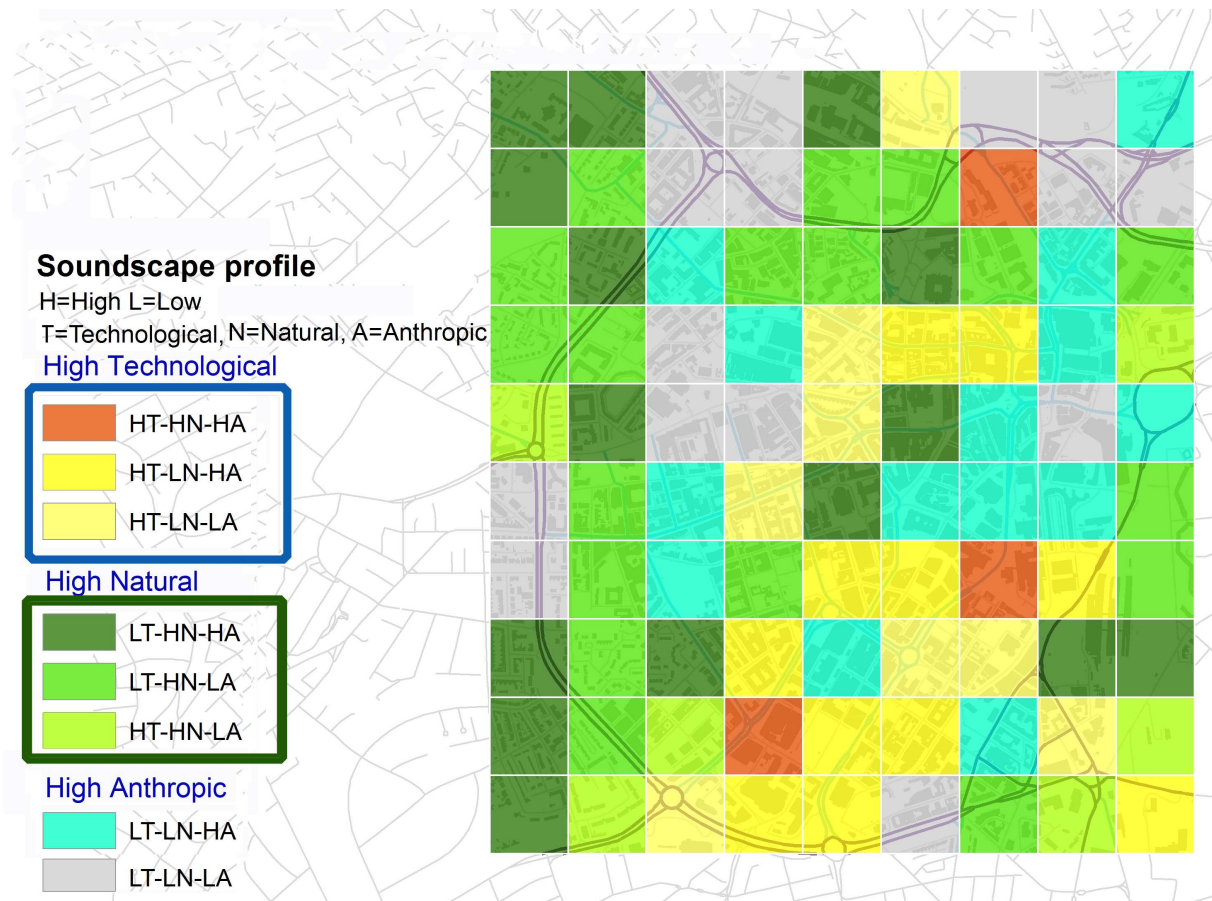 Soundscape profile
H=High L=Low
T=Technological, N=Natural, A=Anthropic
High Technological
HT-HN-HA
HT-LN-HA
HT-LN-LA
High Natural
LT-HN-HA
LT-HN-LA
HT-HN-LA
High Anthropic
LT-LN-HA
LT-LN-LA